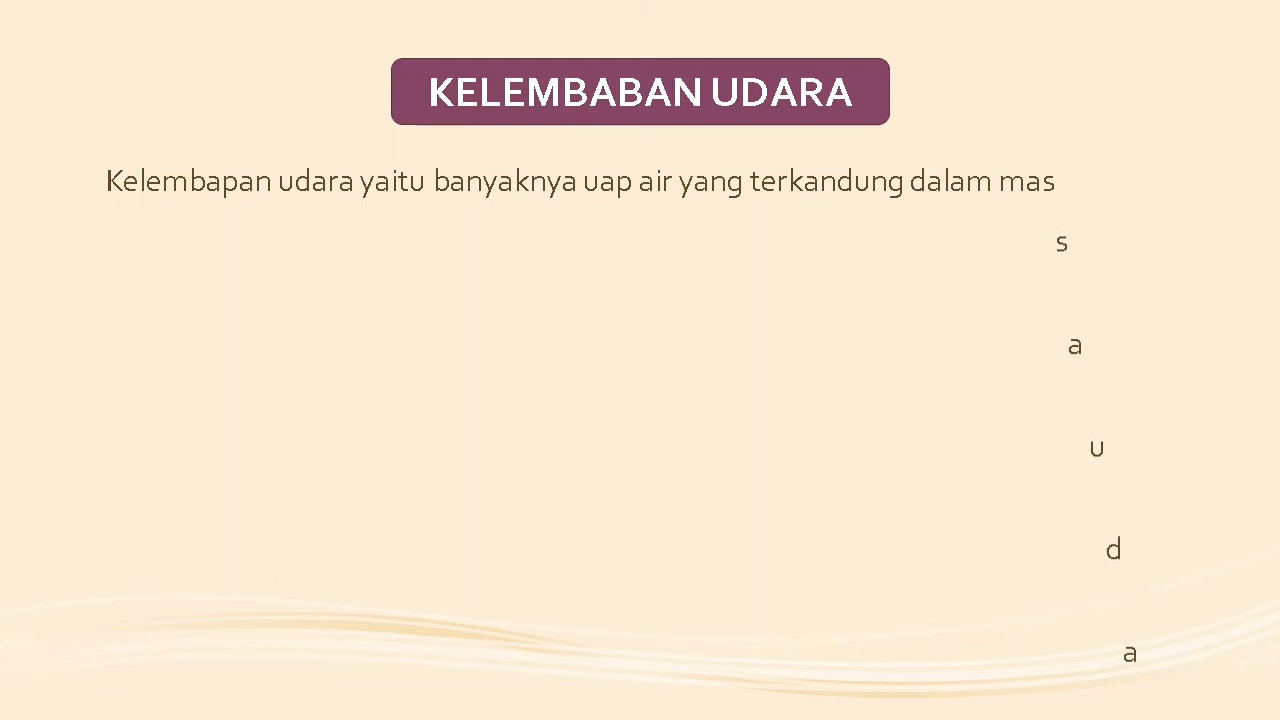 KELEMBABAN UDARA
Kelembapan udara yaitu banyaknya uap air yang terkandung dalam mas
s
a
u
d
a